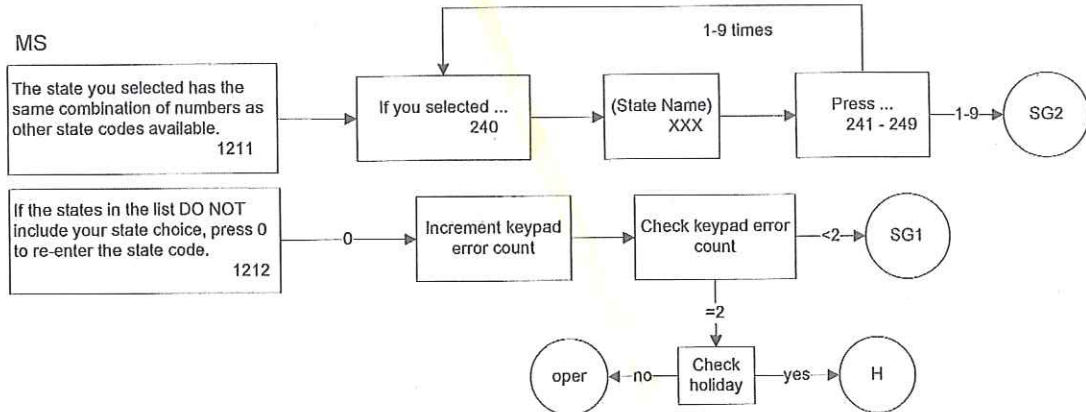 MS
1-9 times
The state you selected has the
same combination of numbers as
other state codes available.
1211
If you selected ...
240
(State Name)
XXX
Press ...
241 - 249
1-9
SG2
If the states in the list DO NOT
include your state choice, press 0
to re-enter the state code.
1212
0
Increment keypad
error count
Check keypad error
count
<2
SG1
=2
oper
no
Check
holiday
yes
H